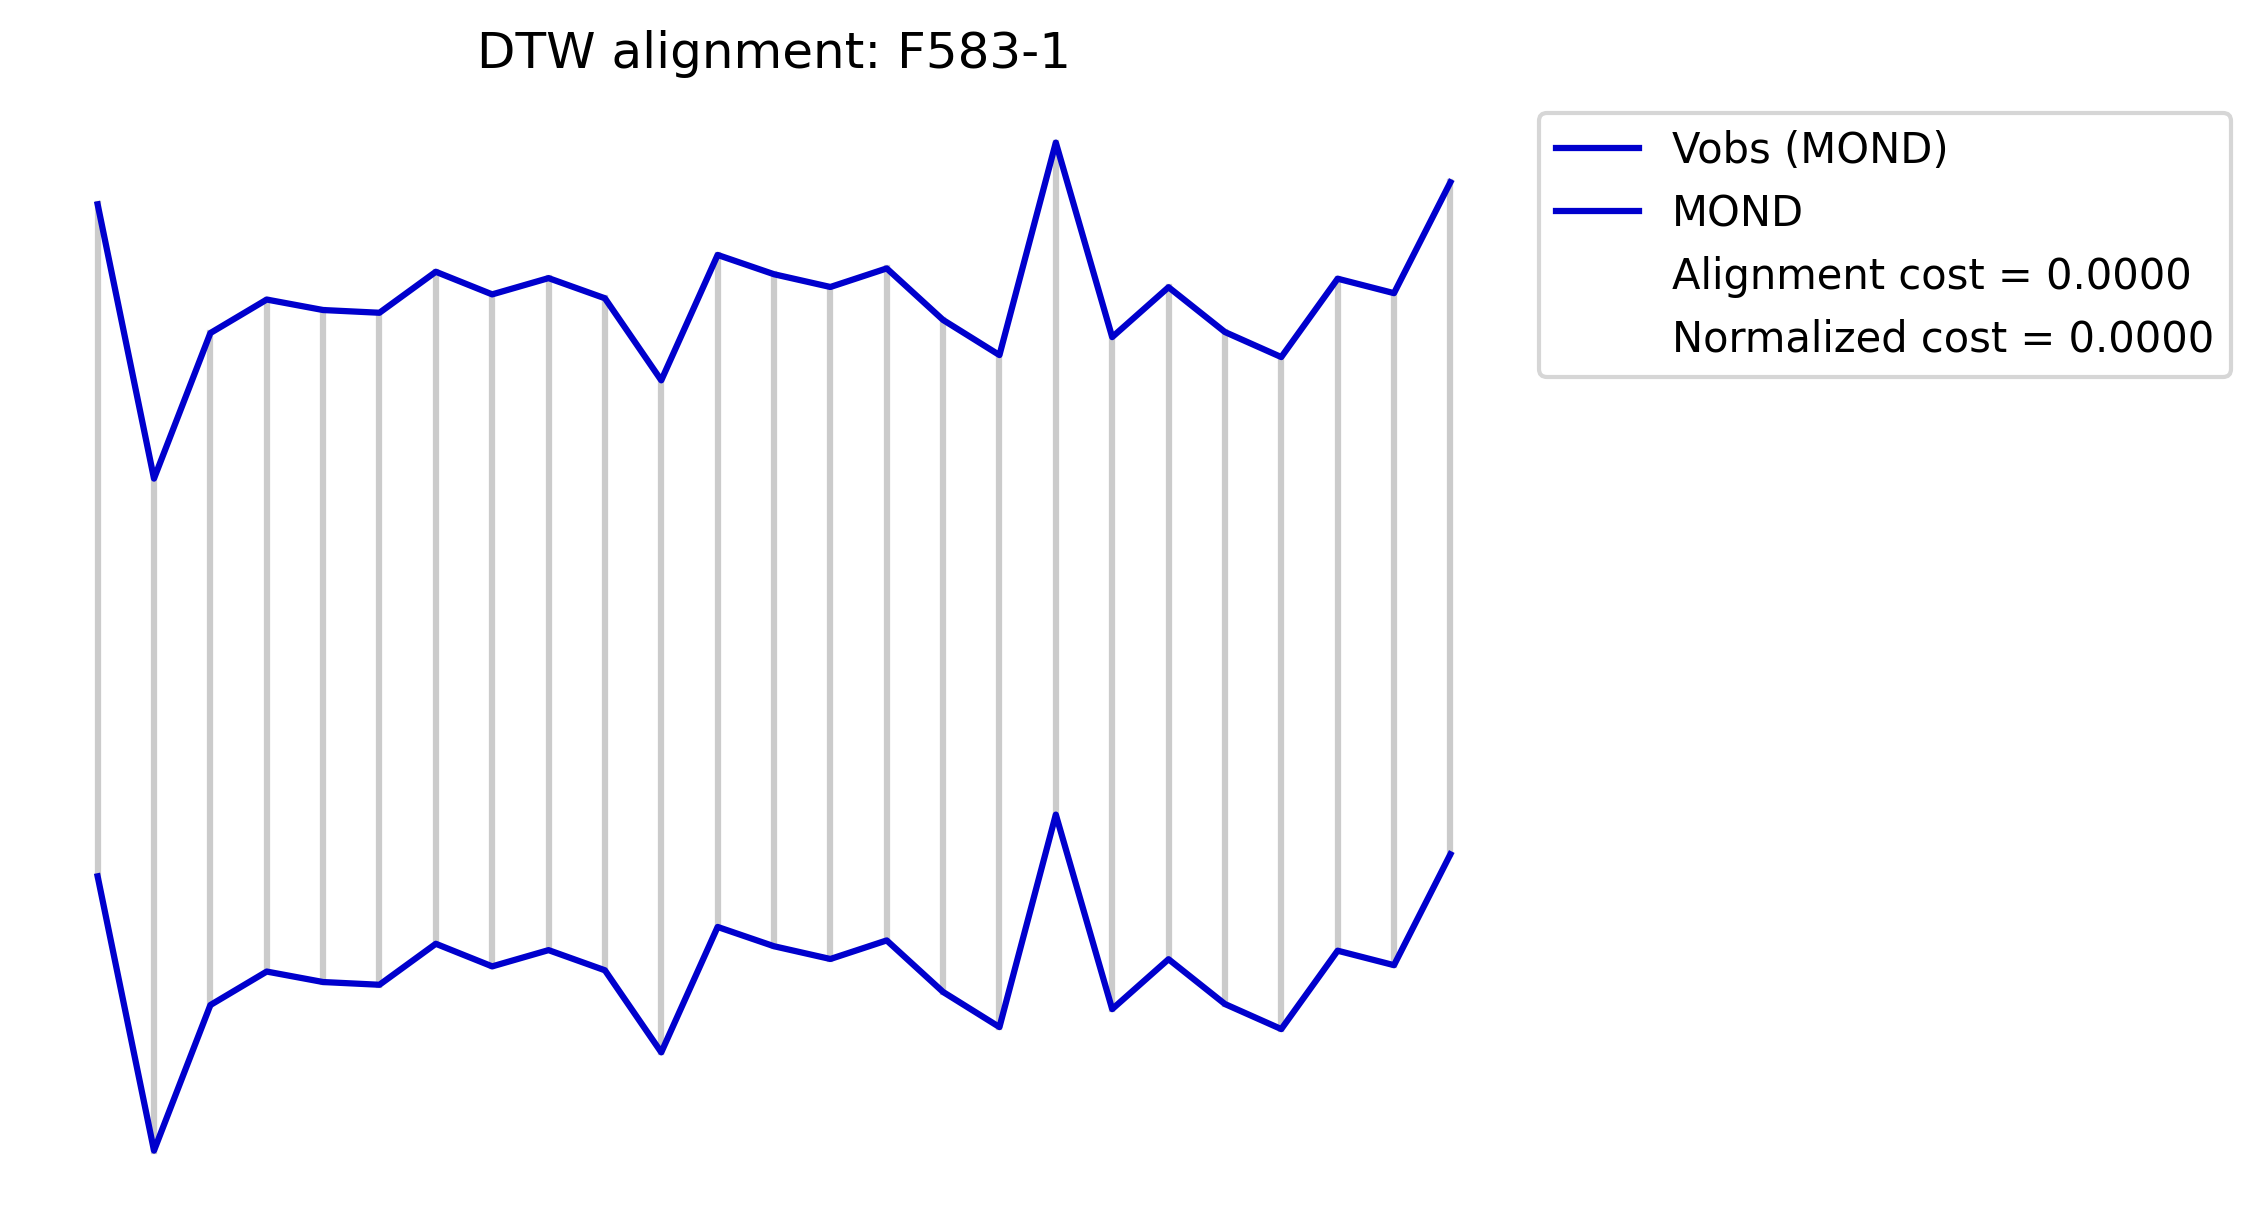 DTW alignment: F583-1
Vobs (MOND)
MOND
Alignment cost = 0.0000
Normalized cost = 0.0000